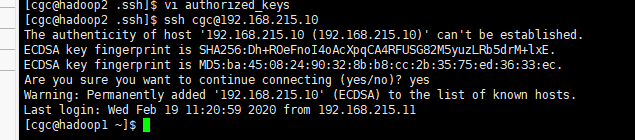 [cgc@hadoop2 .ssh]$ vi authorized_keys
[cgc@hadoop2 .ssh]$ ssh cgc@192.168.215.10
The authenticity of host '192.168.215.10 (192.168.215.10)' can't be established.
ECDSA key fingerprint is SHA256:Dh+ROeFnoI4oAcXpqCA4RFUSG82M5yuzLRb5drM+lxE.
ECDSA key fingerprint is MD5:ba:45:08:24:90:32:8b:b8:cc:2b:35:75:ed:36:33:ec.
Are you sure you want to continue connecting (yes/no)? yes
Warning: Permanently added '192.168.215.10' (ECDSA) to the list of known hosts.
Last login: Wed Feb 19 11:20:59 2020 from 192.168.215.11
[cgc@hadoop1 ~]$